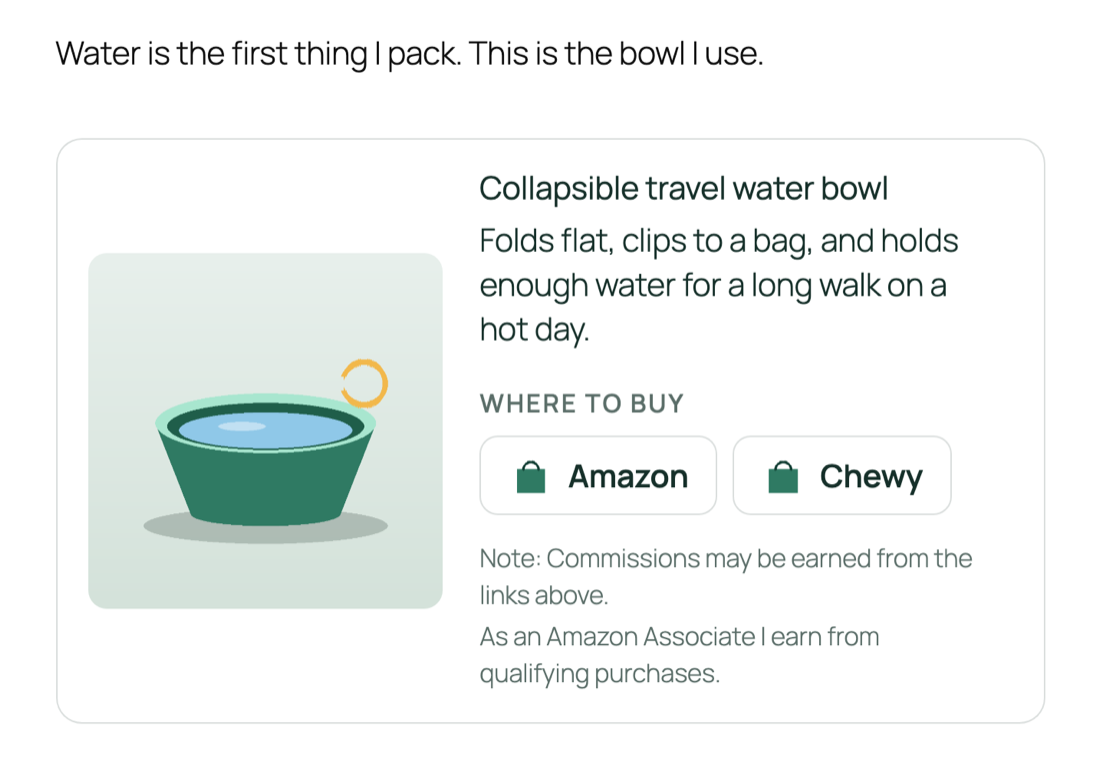 Water is the first thing I pack. This is the bowl I use.
Collapsible travel water bowl
Folds flat, clips to a bag, and holds
enough water for a long walk on a
hot day.
WHERE TO BUY
Amazon
Chewy
Note: Commissions may be earned from the
links above.
As an Amazon Associate I earn from
qualifying purchases.